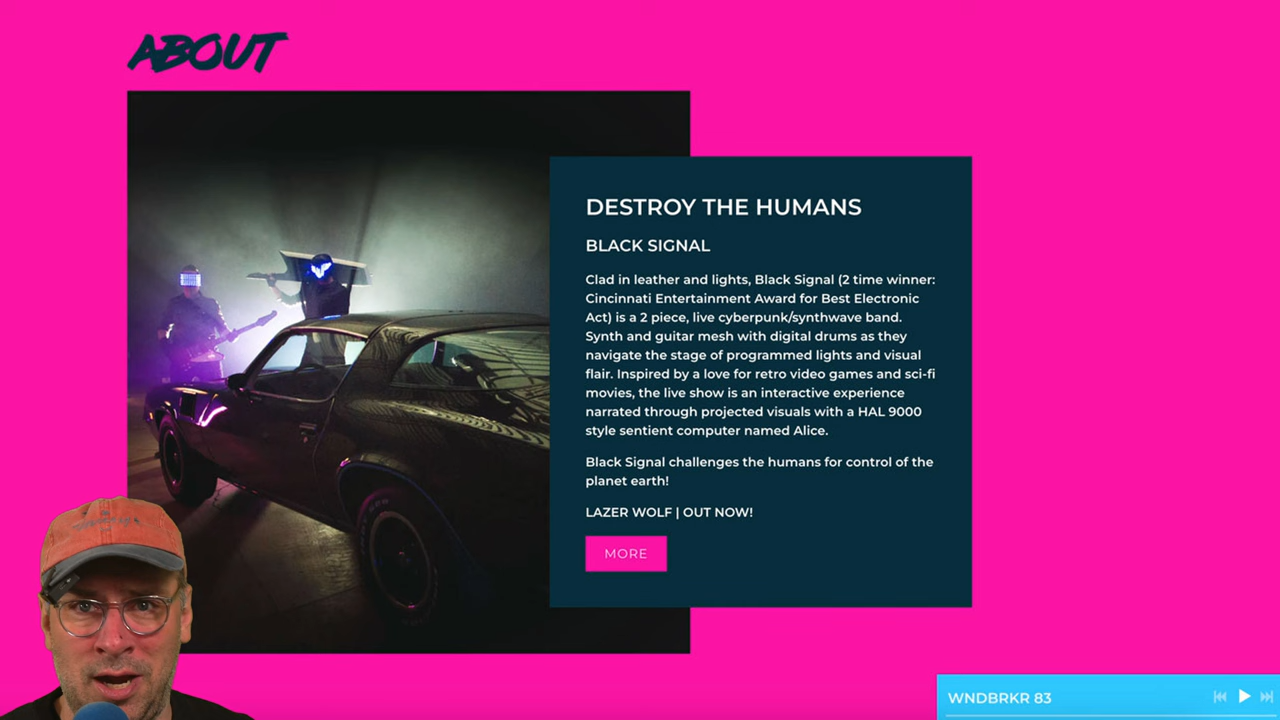 ABOUT
DESTROY THE HUMANS
BLACK SIGNAL
Clad in leather and lights, Black Signal (2 time winner:
Cincinnati Entertainment Award for Best Electronic
Act) is a 2 piece, live cyberpunk/synthwave band.
Synth and guitar mesh with digital drums as they
navigate the stage of programmed lights and visual
flair. Inspired by a love for retro video games and sci-fi
movies, the live show is an interactive experience
narrated through projected visuals with a HAL 9000
style sentient computer named Alice.
Black Signal challenges the humans for control of the
planet earth!
LAZER WOLF | OUT NOW!
MORE
WNDBRKR 83